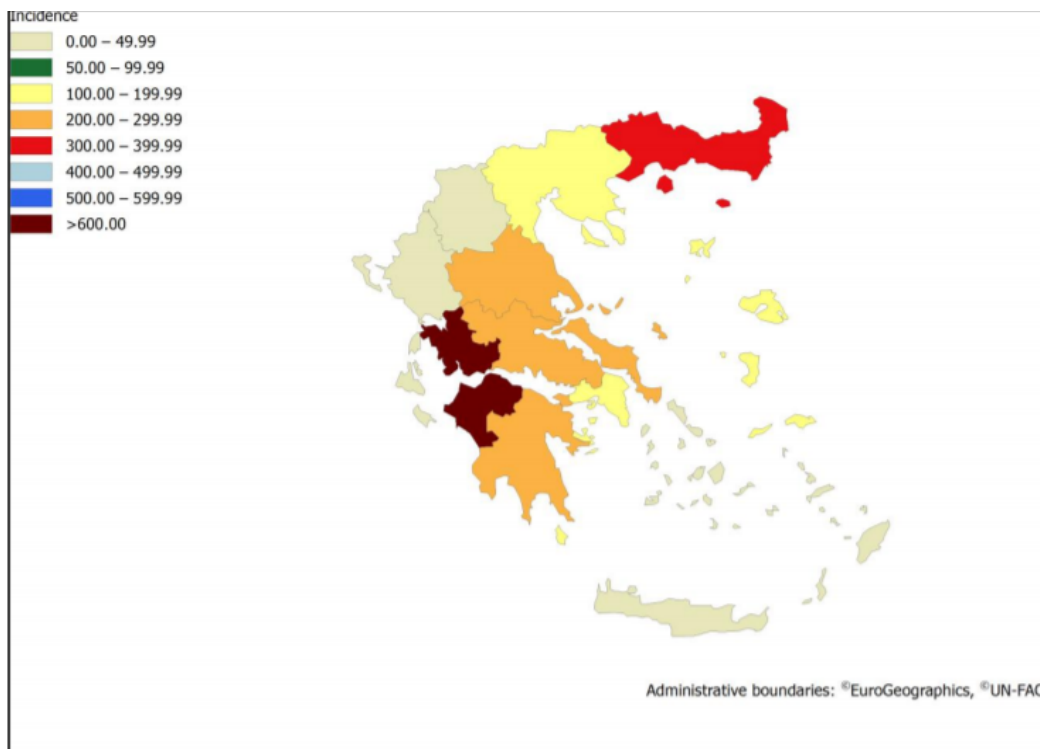 Incidence
0.00 – 49.99
50.00 – 99.99
100.00 – 199.99
200.00 – 299.99
300.00 – 399.99
400.00 – 499.99
500.00 – 599.99
>600.00
Administrative boundaries: ©EuroGeographics, ©UN-FAO